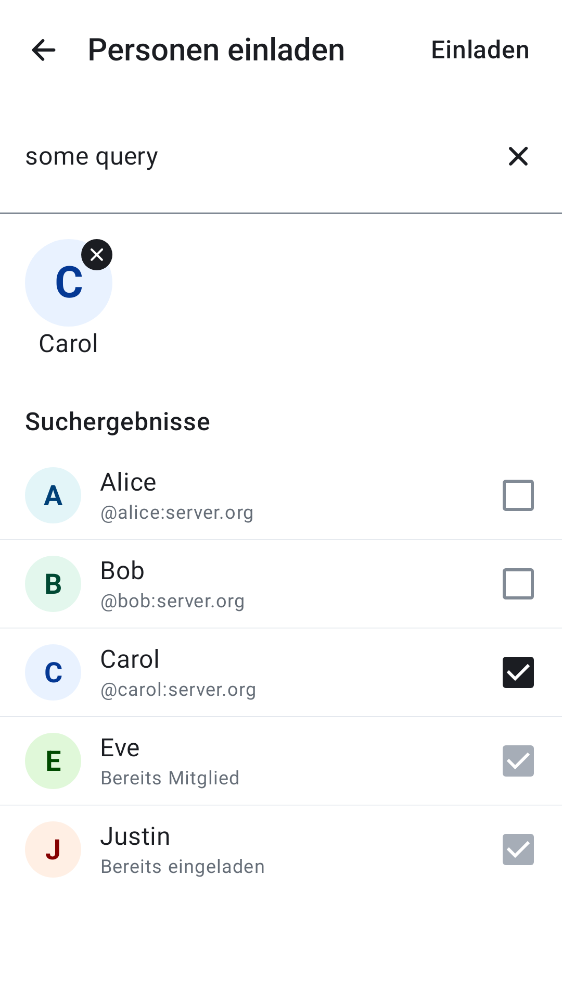 Personen einladen Einladen
some query
C
Carol
Suchergebnisse
A Alice
@alice:server.org
B Bob
@bob:server.org
C Carol
@carol:server.org
E Eve
Bereits Mitglied
J Justin
Bereits eingeladen